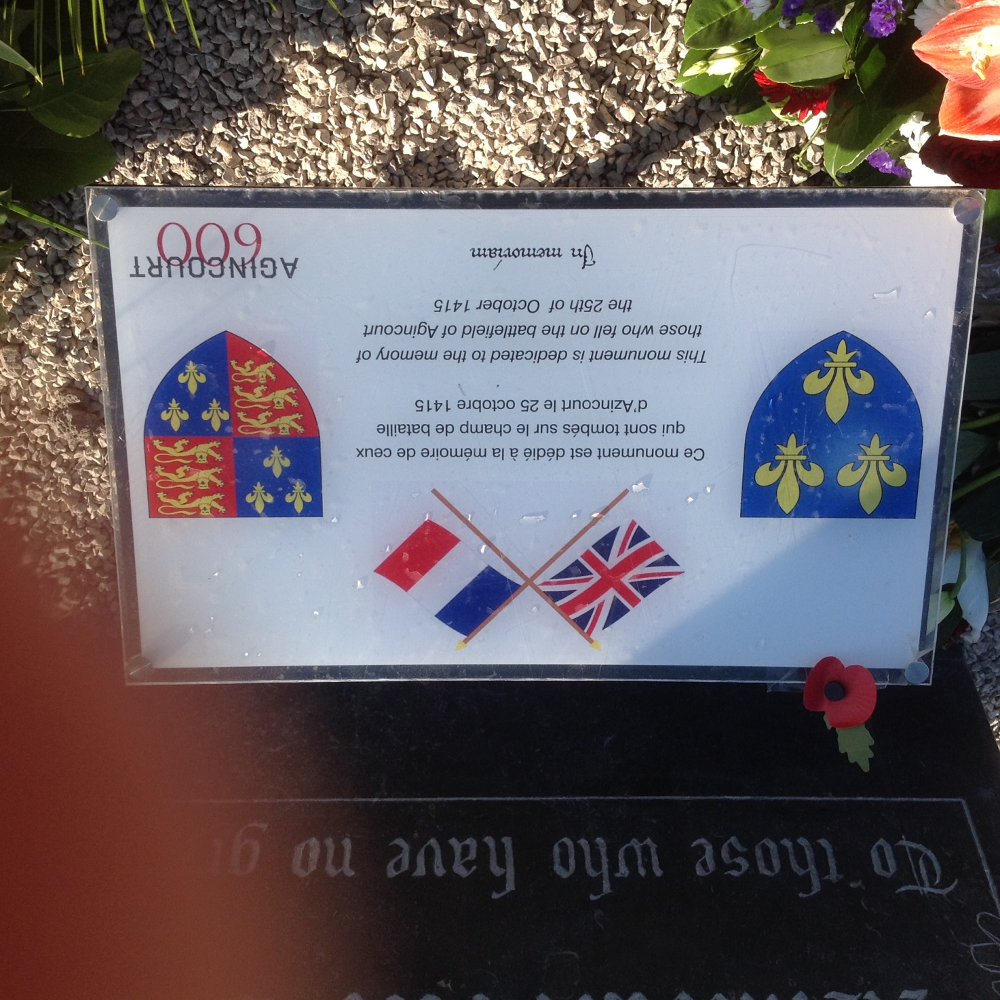 To those who have no
Ce monument est dédié à la mémoire de ceux
qui sont tombés sur le champ de bataille
d'Azincourt le 25 octobre 1415
This monument is dedicated to the memory of
those who fell on the battlefield of Agincourt
the 25th of October 1415
In memoriam
AGINCOURT
600